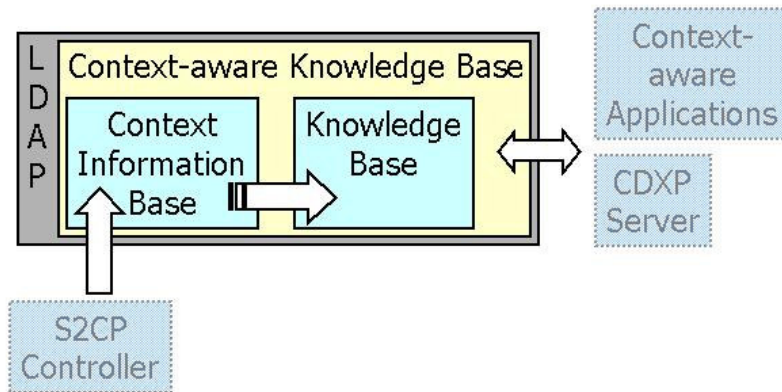 L
D
A
P
Context-aware Knowledge Base
Context
Information
Base
Knowledge
Base
Context-
aware
Applications
CDXP
Server
S2CP
Controller